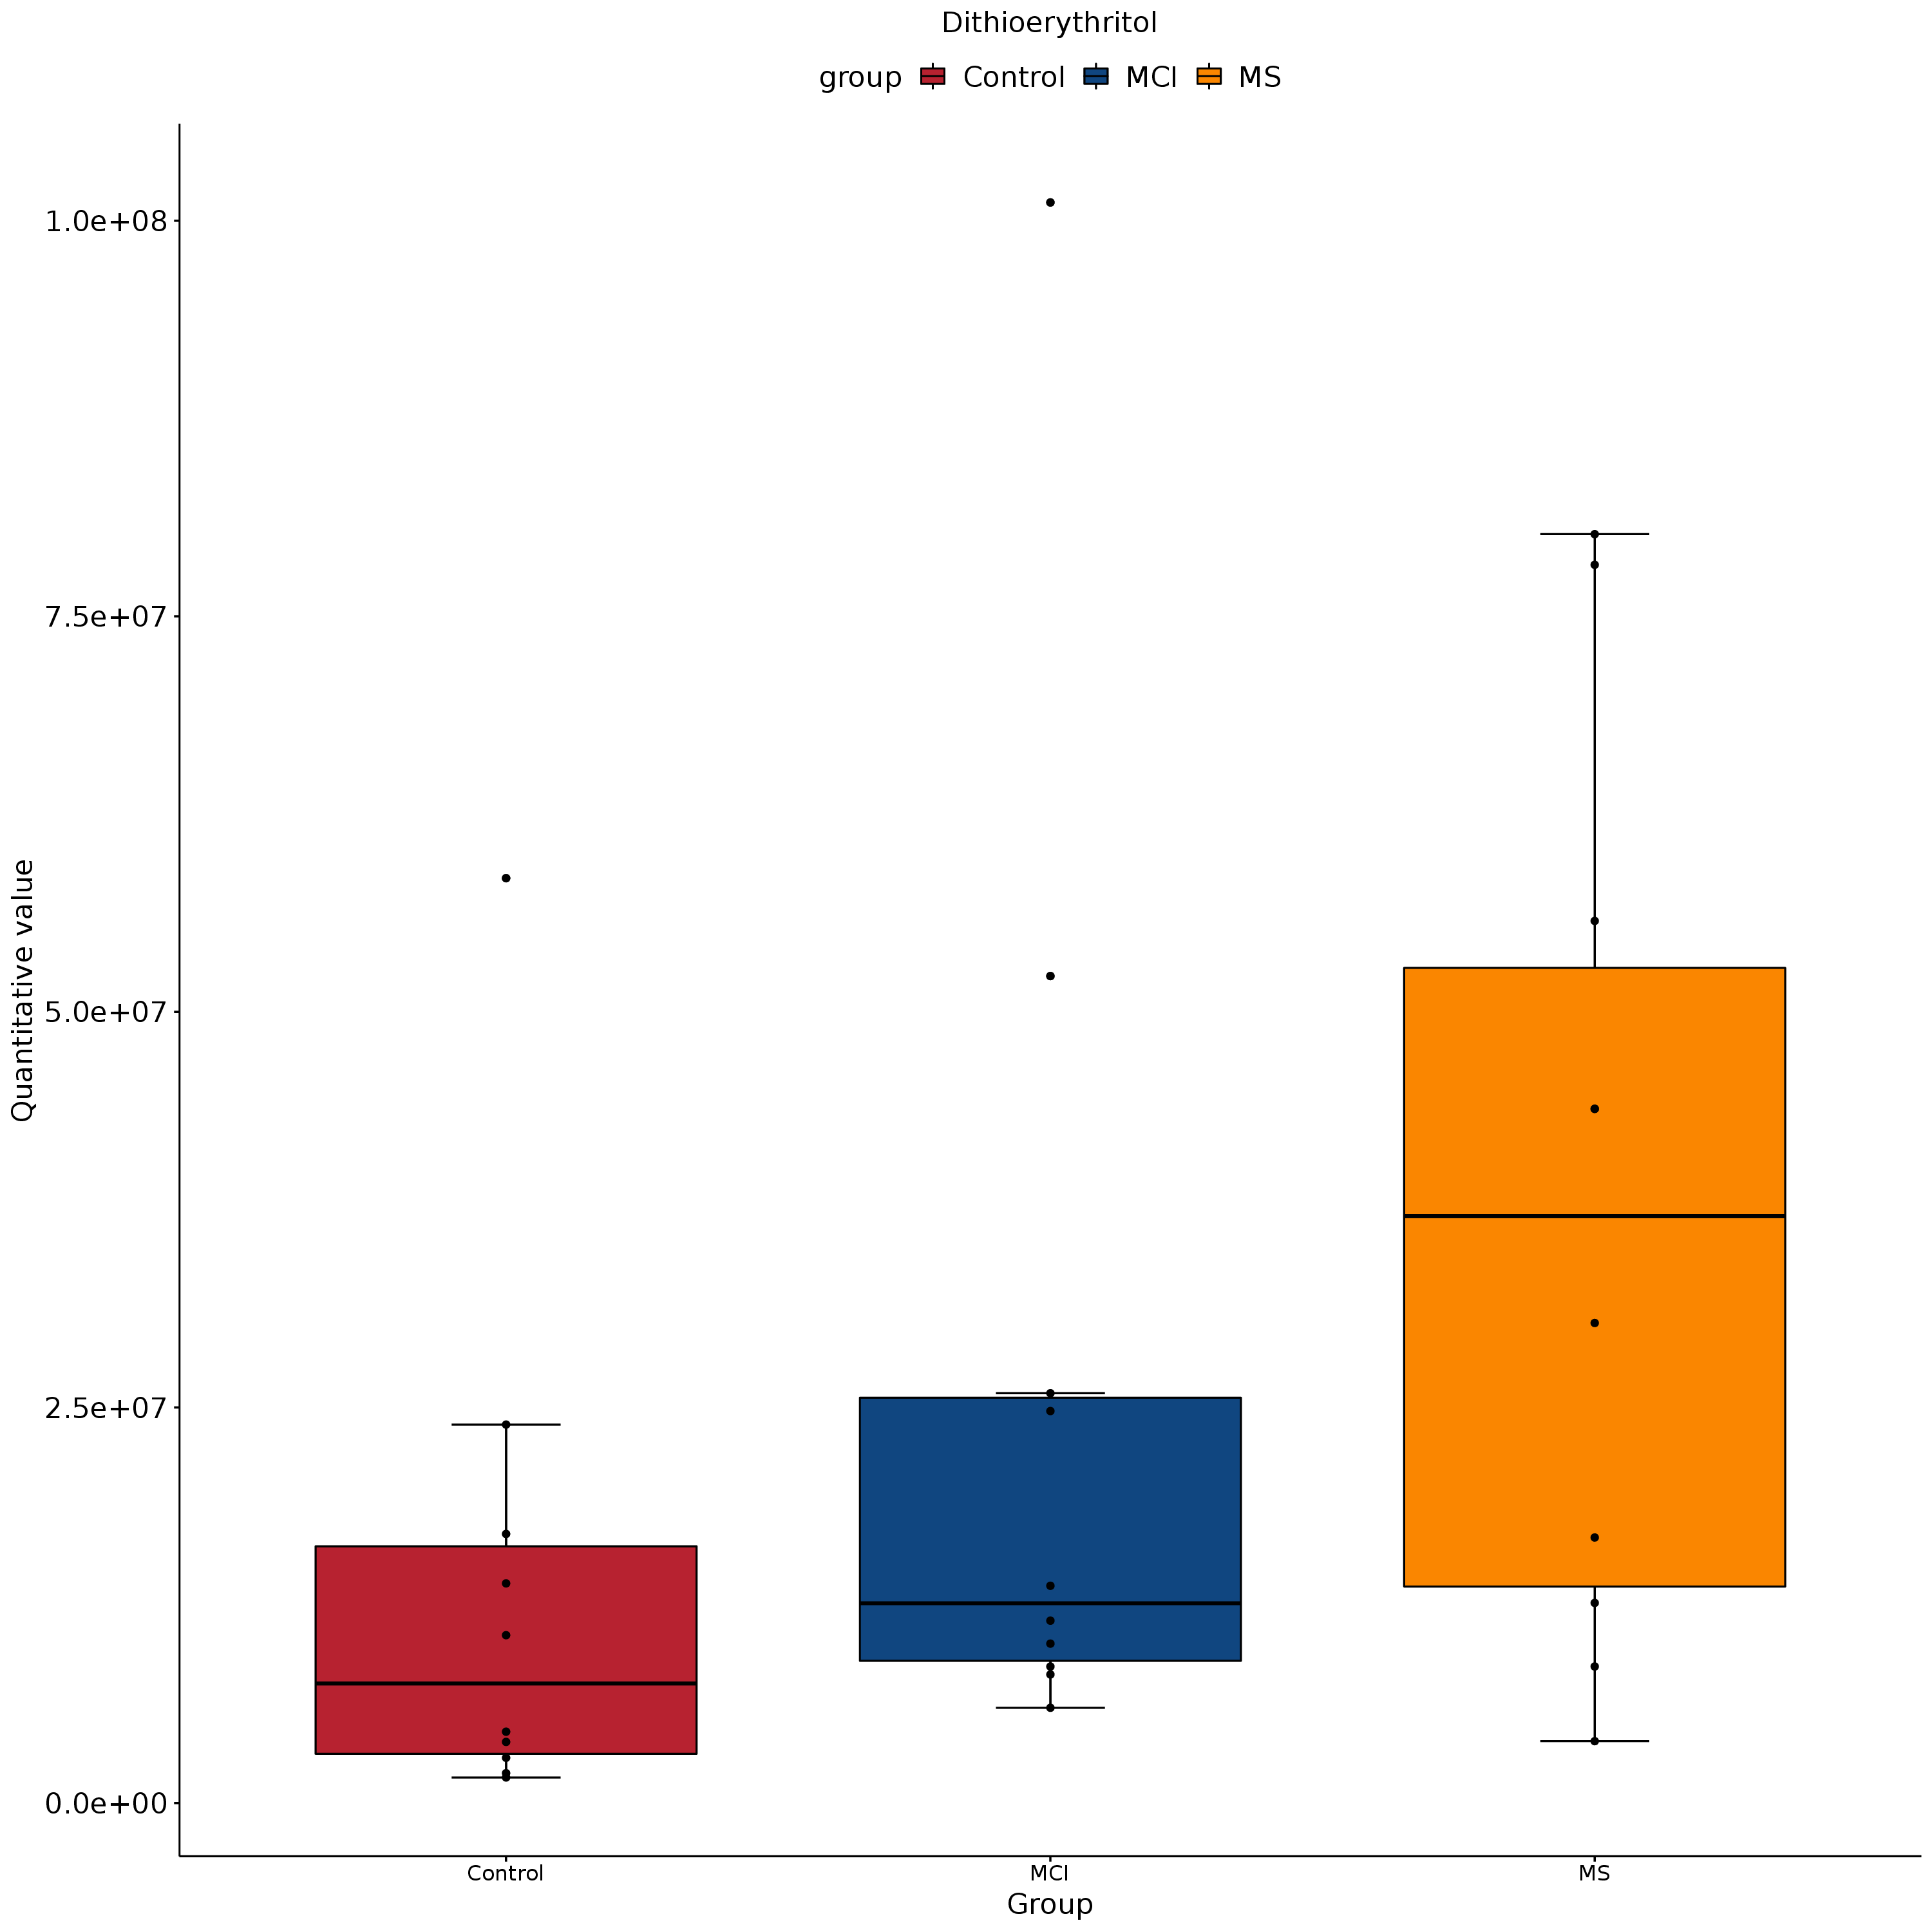 Dithioerythritol
group Control MCI MS
Quantitative value
1.0e+08
7.5e+07
5.0e+07
2.5e+07
0.0e+00
Control MCI MS
Group